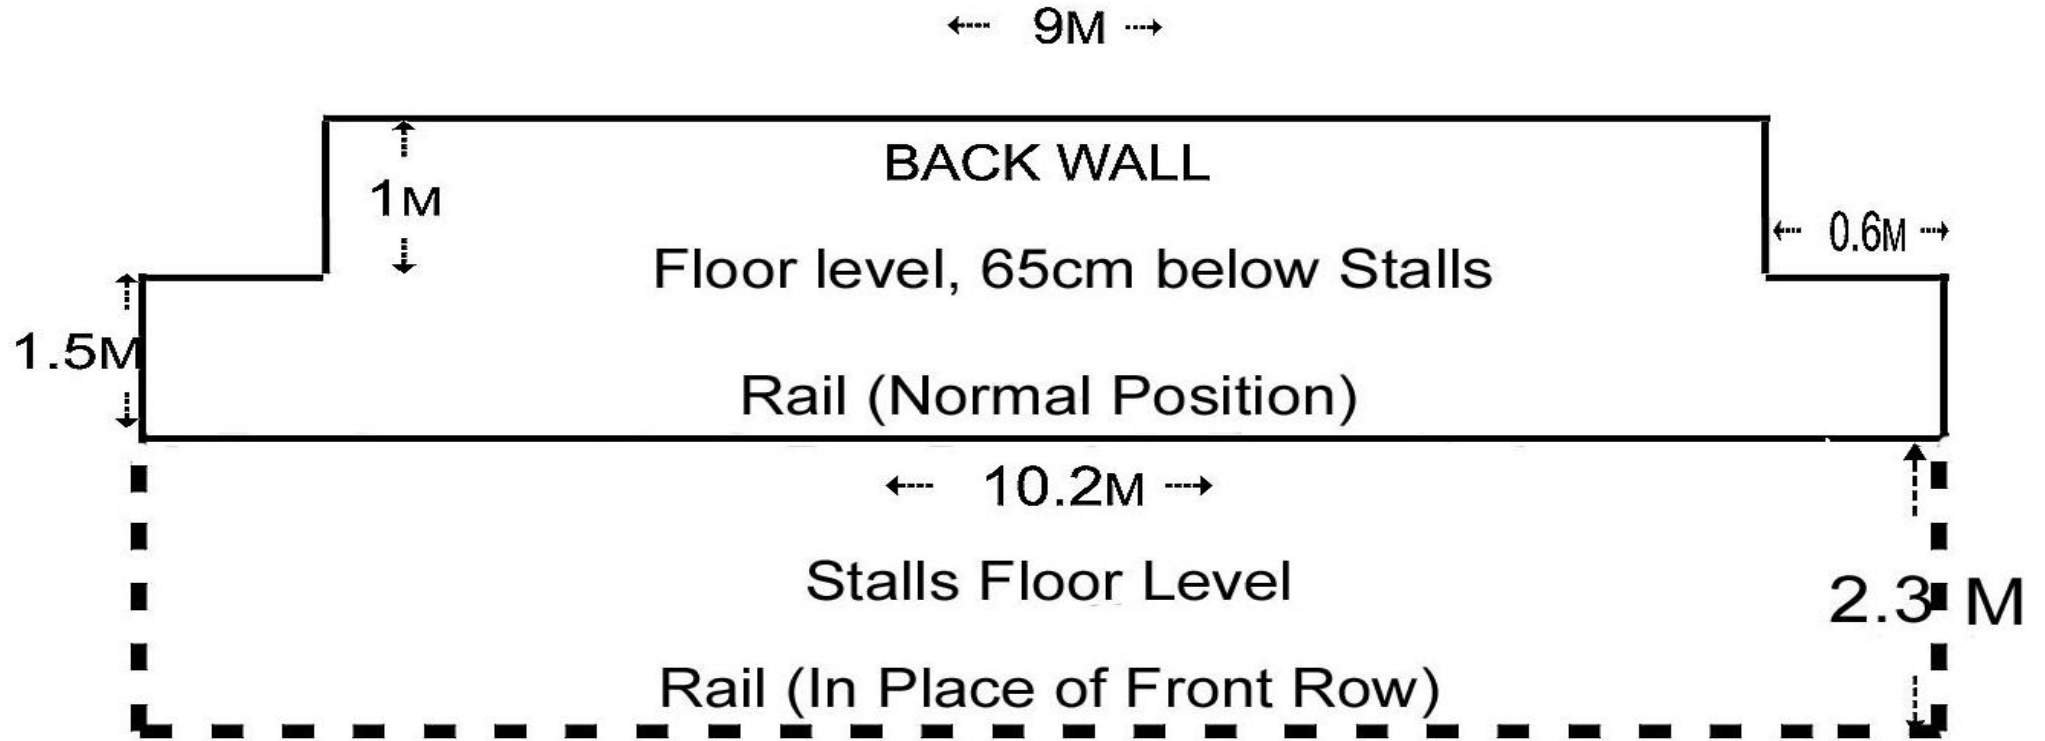 9M
BACK WALL
1M
0.6M
Floor level, 65cm below Stalls
1.5M
Rail (Normal Position)
10.2M
Stalls Floor Level
2.3 M
Rail (In Place of Front Row)